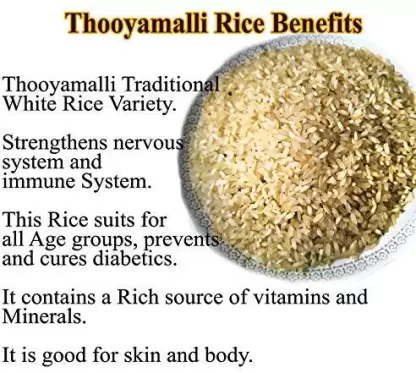 Thooyamalli Rice Benefits
Thooyamalli Traditional
White Rice Variety.
Strengthens nervous
system and
immune System.
This Rice suits for
all Age groups, prevents
and cures diabetics.
It contains a Rich source of vitamins and
Minerals.
It is good for skin and body.